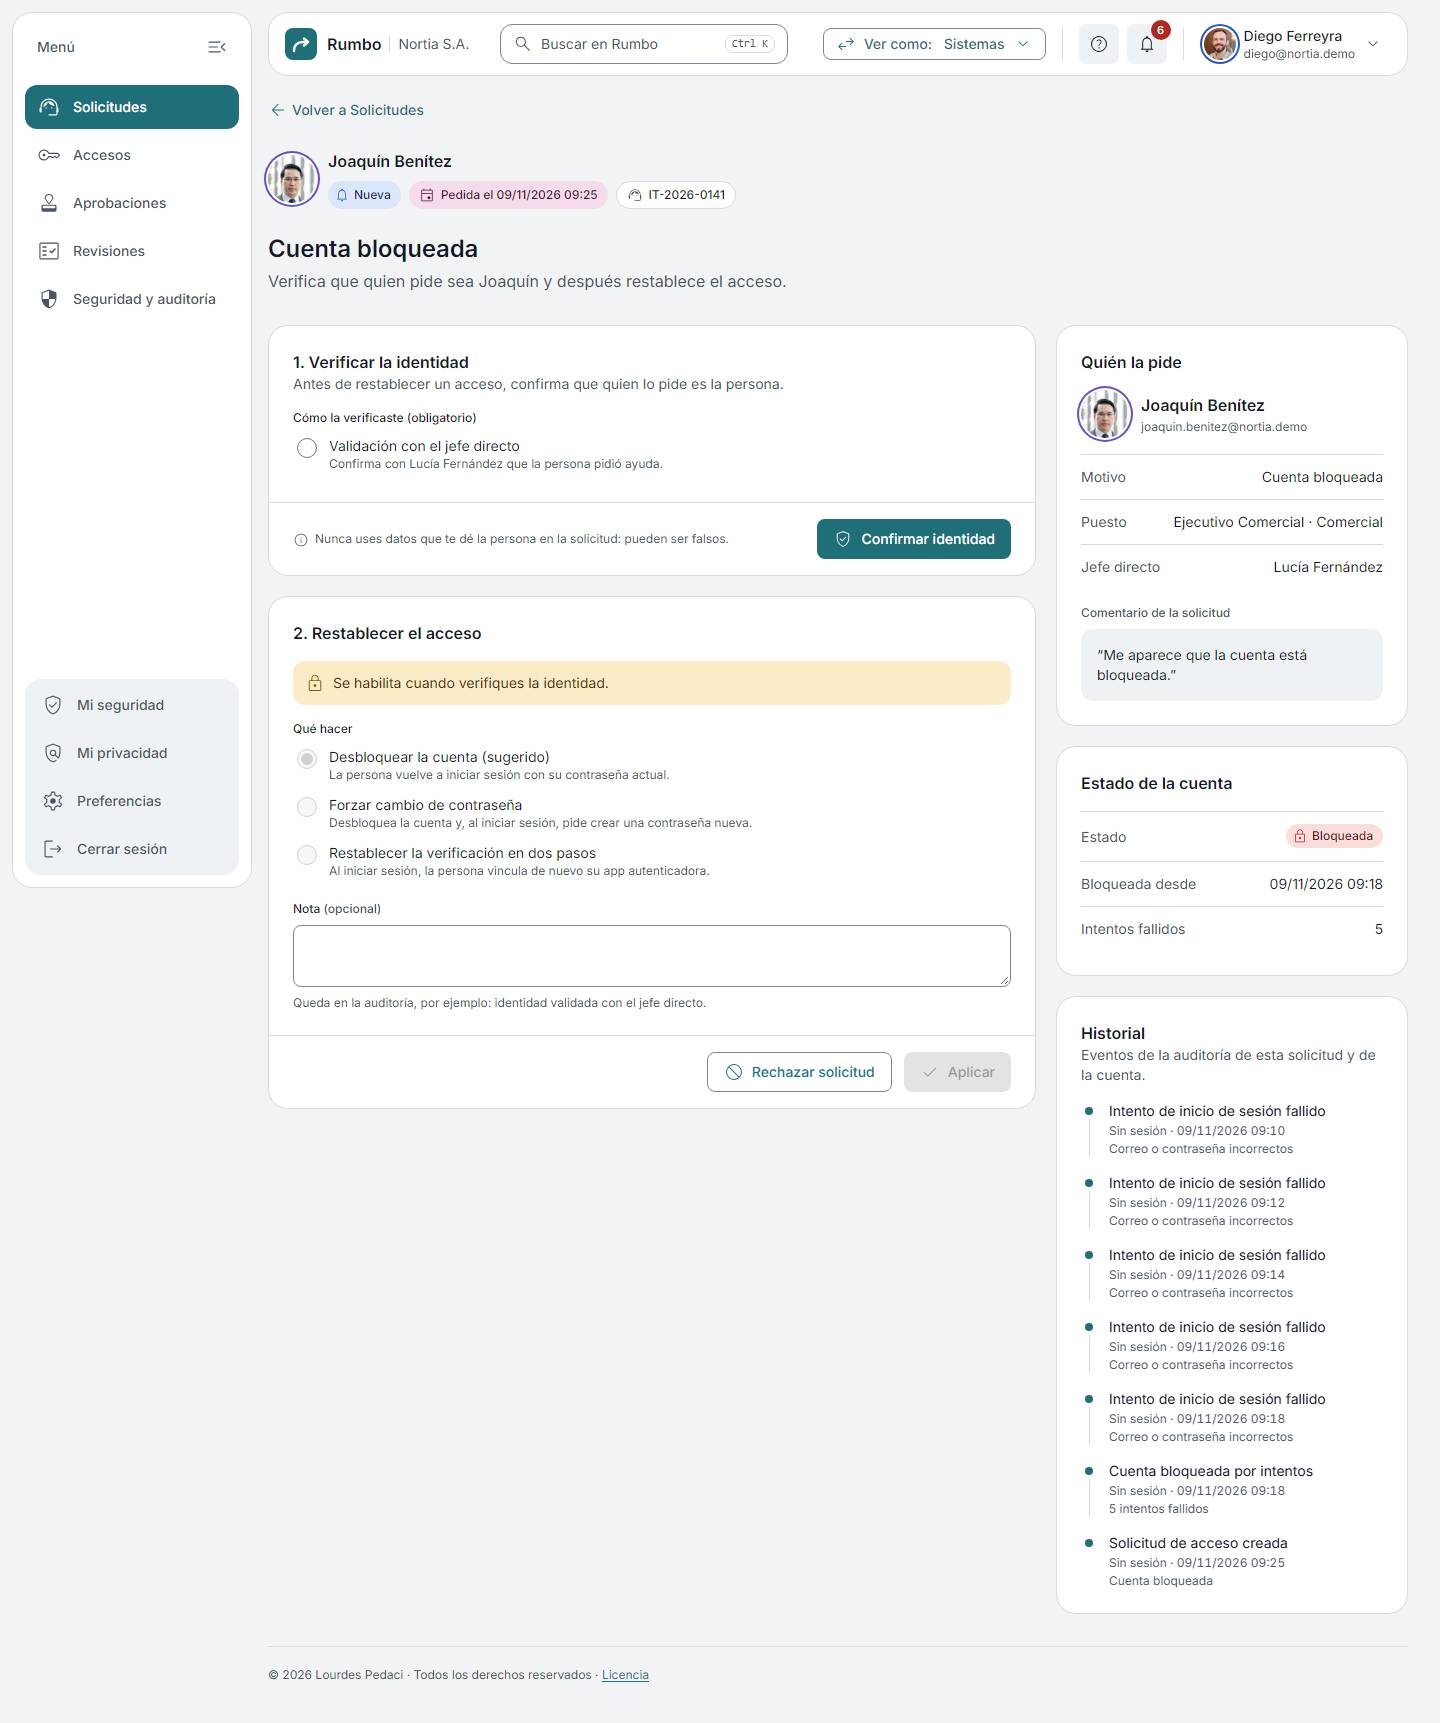 Menú
Solicitudes
Accesos
Aprobaciones
Revisiones
Seguridad y auditoría
Mi seguridad
Mi privacidad
Preferencias
Cerrar sesión
Rumbo
Nortia S.A.
Buscar en Rumbo
Ctrl K
Ver como: Sistemas
6
Diego Ferreyra
diego@nortia.demo
Volver a Solicitudes
Joaquín Benítez
Nueva
Pedida el 09/11/2026 09:25
IT-2026-0141
Cuenta bloqueada
Verifica que quien pide sea Joaquín y después restablece el acceso.
1. Verificar la identidad
Antes de restablecer un acceso, confirma que quien lo pide es la persona.
Cómo la verificaste (obligatorio)
Validación con el jefe directo
Confirma con Lucía Fernández que la persona pidió ayuda.
Nunca uses datos que te dé la persona en la solicitud: pueden ser falsos.
Confirmar identidad
2. Restablecer el acceso
Se habilita cuando verifiques la identidad.
Qué hacer
Desbloquear la cuenta (sugerido)
La persona vuelve a iniciar sesión con su contraseña actual.
Forzar cambio de contraseña
Desbloquea la cuenta y, al iniciar sesión, pide crear una contraseña nueva.
Restablecer la verificación en dos pasos
Al iniciar sesión, la persona vincula de nuevo su app autenticadora.
Nota (opcional)
Queda en la auditoría, por ejemplo: identidad validada con el jefe directo.
Rechazar solicitud
Aplicar
Quién la pide
Joaquín Benítez
joaquin.benitez@nortia.demo
Motivo
Cuenta bloqueada
Puesto
Ejecutivo Comercial · Comercial
Jefe directo
Lucía Fernández
Comentario de la solicitud
“Me aparece que la cuenta está
bloqueada.”
Estado de la cuenta
Estado
Bloqueada
Bloqueada desde
09/11/2026 09:18
Intentos fallidos
5
Historial
Eventos de la auditoría de esta solicitud y de
la cuenta.
Intento de inicio de sesión fallido
Sin sesión · 09/11/2026 09:10
Correo o contraseña incorrectos
Intento de inicio de sesión fallido
Sin sesión · 09/11/2026 09:12
Correo o contraseña incorrectos
Intento de inicio de sesión fallido
Sin sesión · 09/11/2026 09:14
Correo o contraseña incorrectos
Intento de inicio de sesión fallido
Sin sesión · 09/11/2026 09:16
Correo o contraseña incorrectos
Intento de inicio de sesión fallido
Sin sesión · 09/11/2026 09:18
Correo o contraseña incorrectos
Cuenta bloqueada por intentos
Sin sesión · 09/11/2026 09:18
5 intentos fallidos
Solicitud de acceso creada
Sin sesión · 09/11/2026 09:25
Cuenta bloqueada
© 2026 Lourdes Pedaci · Todos los derechos reservados · Licencia